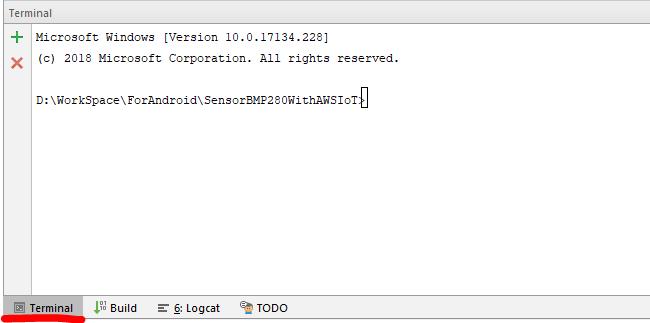 Terminal
Microsoft Windows [Version 10.0.17134.228]
(c) 2018 Microsoft Corporation. All rights reserved.
D:\WorkSpace\ForAndroid\SensorBMP280WithAWSIoT>
Terminal Build 6: Logcat TODO